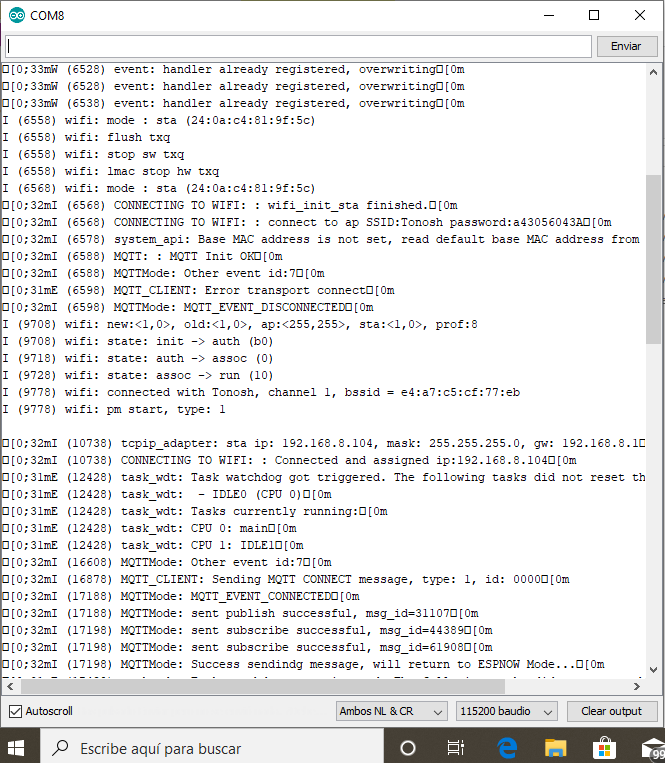 COM8
Enviar
[0;33mW (6528) event: handler already registered, overwriting[0m
[0;32mW (6528) event: handler already registered, overwriting[0m
[0;33mW (6538) event: handler already registered, overwriting[0m
I (6558) wifi: mode : sta (24:0a:c4:81:9f:5c)
I (6558) wifi: flush txq
I (6558) wifi: stop sw txq
I (6558) wifi: lmac stop hw txq
I (6568) wifi: mode : sta (24:0a:c4:81:9f:5c)
[0;32mI (6568) CONNECTING TO WIFI: : wifi_init_sta finished.[0m
[0;32mI (6568) CONNECTING TO WIFI: : connect to ap SSID:Tonosh password:a43056043A[0m
[0;32mI (6578) system_api: Base MAC address is not set, read default base MAC address from
[0;32mI (6588) MQTT: : MQTT Init OK[0m
[0;32mI (6588) MQTTMode: Other event id:7[0m
[0;31mE (6598) MQTT_CLIENT: Error transport connect[0m
[0;32mI (6598) MQTTMode: MQTT_EVENT_DISCONNECTED[0m
I (9708) wifi: new:<1,0>, old:<1,0>, ap:<255,255>, sta:<1,0>, prof:8
I (9708) wifi: state: init -> auth (b0)
I (9718) wifi: state: auth -> assoc (0)
I (9728) wifi: state: assoc -> run (10)
I (9778) wifi: connected with Tonosh, channel 1, bssid = e4:a7:c5:cf:77:eb
I (9778) wifi: pm start, type: 1
[0;32mI (10738) tcpip_adapter: sta ip: 192.168.8.104, mask: 255.255.255.0, gw: 192.168.8.1[
[0;32mI (10738) CONNECTING TO WIFI: : Connected and assigned ip:192.168.8.104[0m
[0;31mE (12428) task_wdt: Task watchdog got triggered. The following tasks did not reset th
[0;31mE (12428) task_wdt:  - IDLE0 (CPU 0)[0m
[0;31mE (12428) task_wdt: Tasks currently running:[0m
[0;31mE (12428) task_wdt: CPU 0: main[0m
[0;31mE (12428) task_wdt: CPU 1: IDLE1[0m
[0;32mI (16608) MQTTMode: Other event id:7[0m
[0;32mI (16878) MQTT_CLIENT: Sending MQTT CONNECT message, type: 1, id: 0000[0m
[0;32mI (17188) MQTTMode: MQTT_EVENT_CONNECTED[0m
[0;32mI (17188) MQTTMode: sent publish successful, msg_id=31107[0m
[0;32mI (17198) MQTTMode: sent subscribe successful, msg_id=44389[0m
[0;32mI (17198) MQTTMode: sent subscribe successful, msg_id=61908[0m
[0;32mI (17198) MQTTMode: Success sendindg message, will return to ESPNOW Mode...[0m
Autoscroll
Ambos NL & CR
115200 baudio
Clear output
Escribe aquí para buscar
99